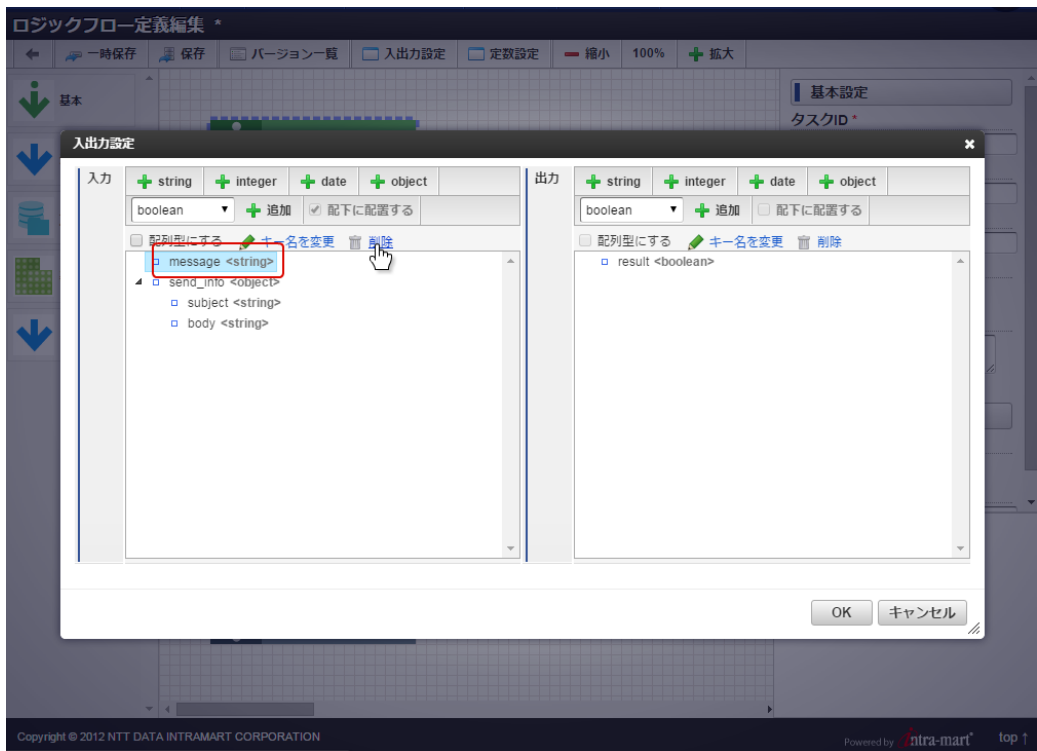 ロジックフロー定義編集 *
一時保存 保存 バージョン一覧 入出力設定 定数設定 縮小 100% 拡大
基本
基本設定
タスクID *
入出力設定
入力
string integer date object
boolean 追加 配下に配置する
配列型にする キー名を変更 削除
message <string>
send_info <object>
subject <string>
body <string>
出力
string integer date object
boolean 追加 配下に配置する
配列型にする キー名を変更 削除
result <boolean>
OK キャンセル
Copyright © 2012 NTT DATA INTRAMART CORPORATION
Powered by intra-mart
top ↑